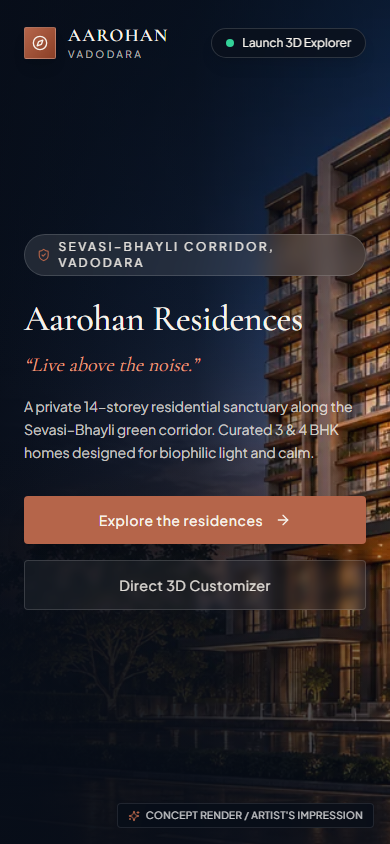 AAROHAN
VADODARA
Launch 3D Explorer
SEVASI–BHAYLI CORRIDOR,
VADODARA
Aarohan Residences
“Live above the noise.”
A private 14–storey residential sanctuary along the
Sevasi–Bhayli green corridor. Curated 3 & 4 BHK
homes designed for biophilic light and calm.
Explore the residences →
Direct 3D Customizer
CONCEPT RENDER / ARTIST'S IMPRESSION